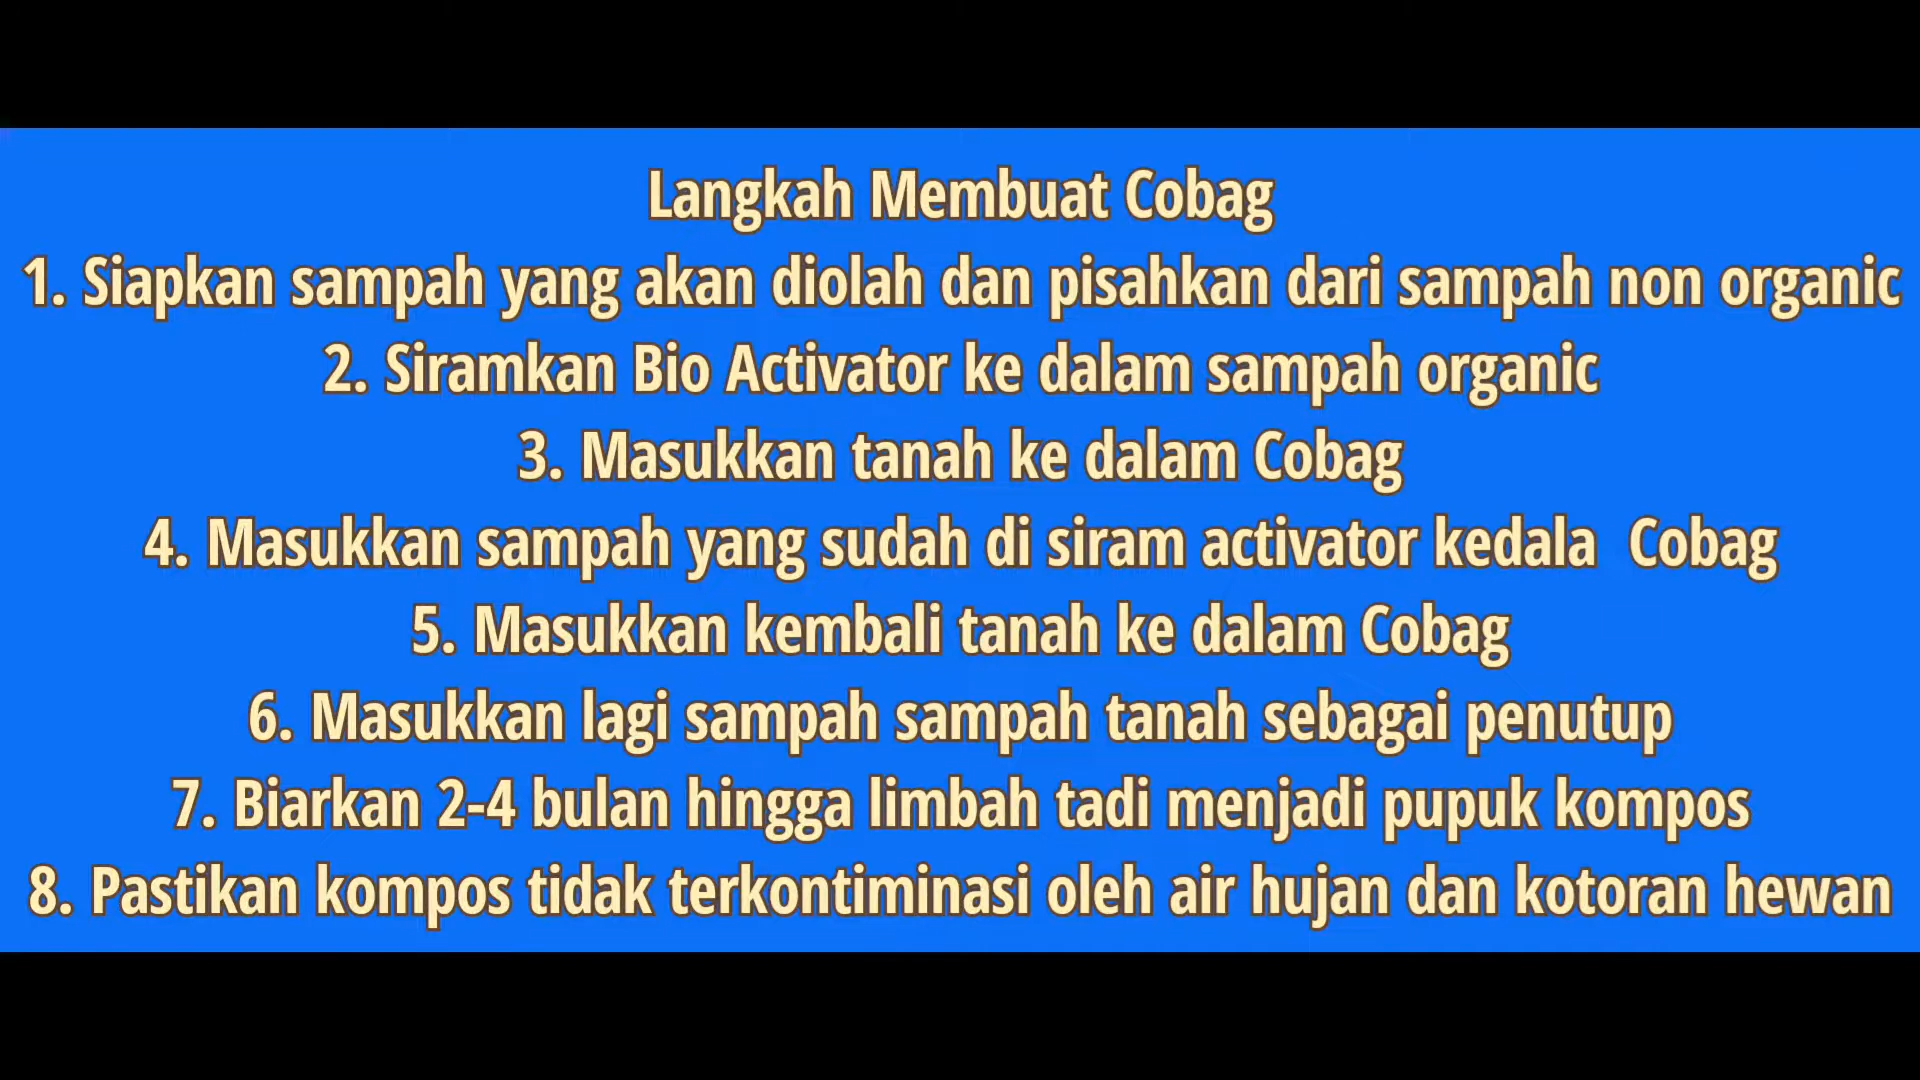 Langkah Membuat Cobag
1. Siapkan sampah yang akan diolah dan pisahkan dari sampah non organic
2. Siramkan Bio Activator ke dalam sampah organic
3. Masukkan tanah ke dalam Cobag
4. Masukkan sampah yang sudah di siram activator kedala  Cobag
5. Masukkan kembali tanah ke dalam Cobag
6. Masukkan lagi sampah sampah tanah sebagai penutup
7. Biarkan 2-4 bulan hingga limbah tadi menjadi pupuk kompos
8. Pastikan kompos tidak terkontiminasi oleh air hujan dan kotoran hewan